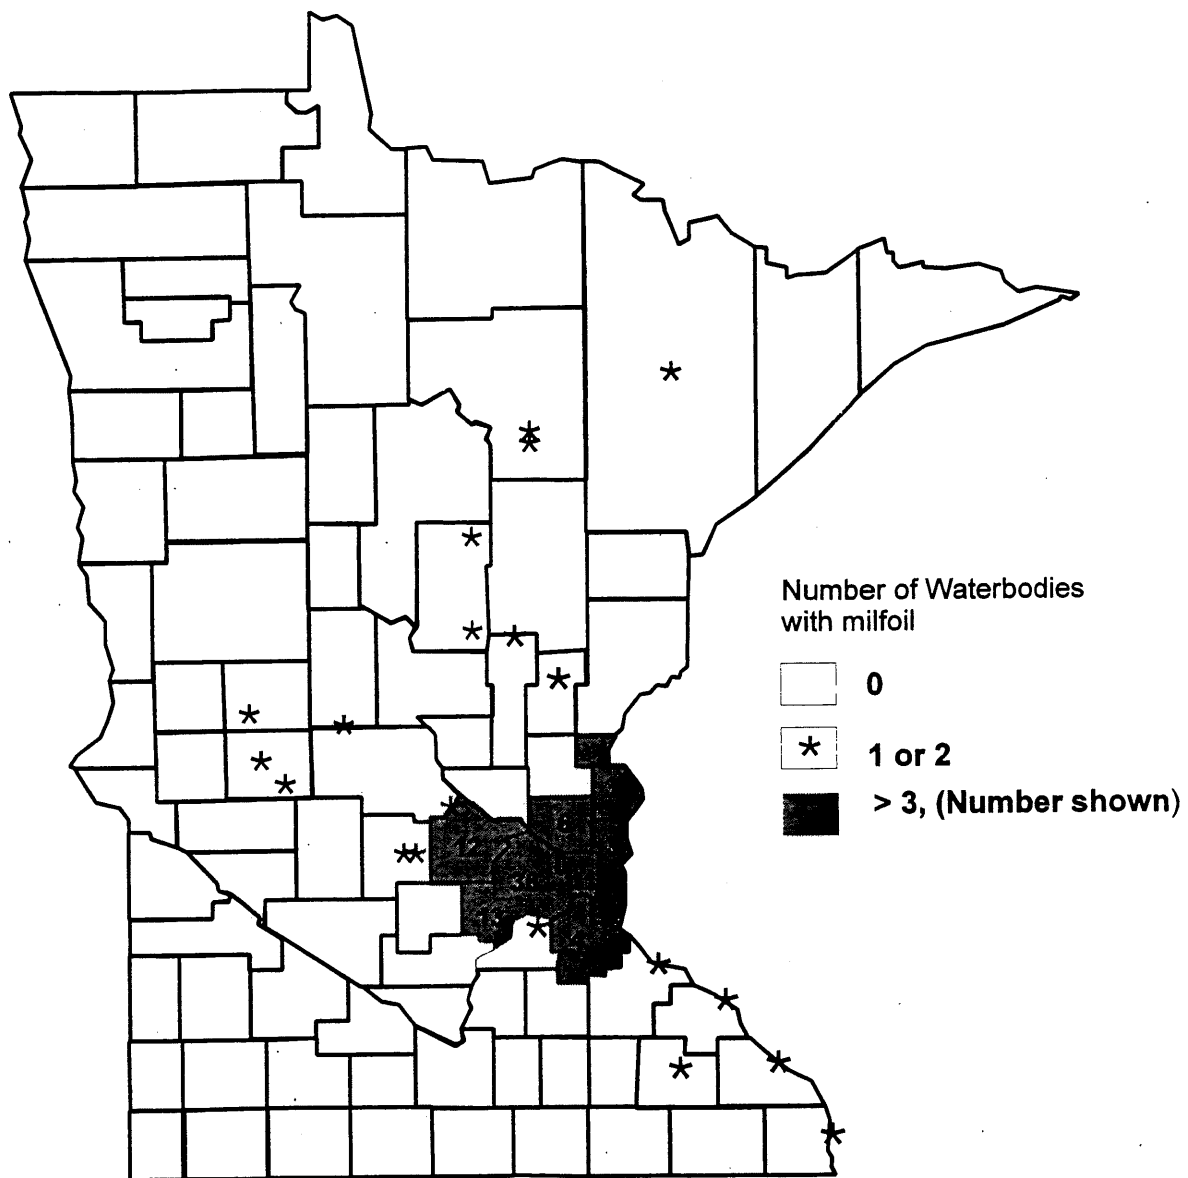 Number of Waterbodies
with milfoil
0
* 1 or 2
> 3, (Number shown)